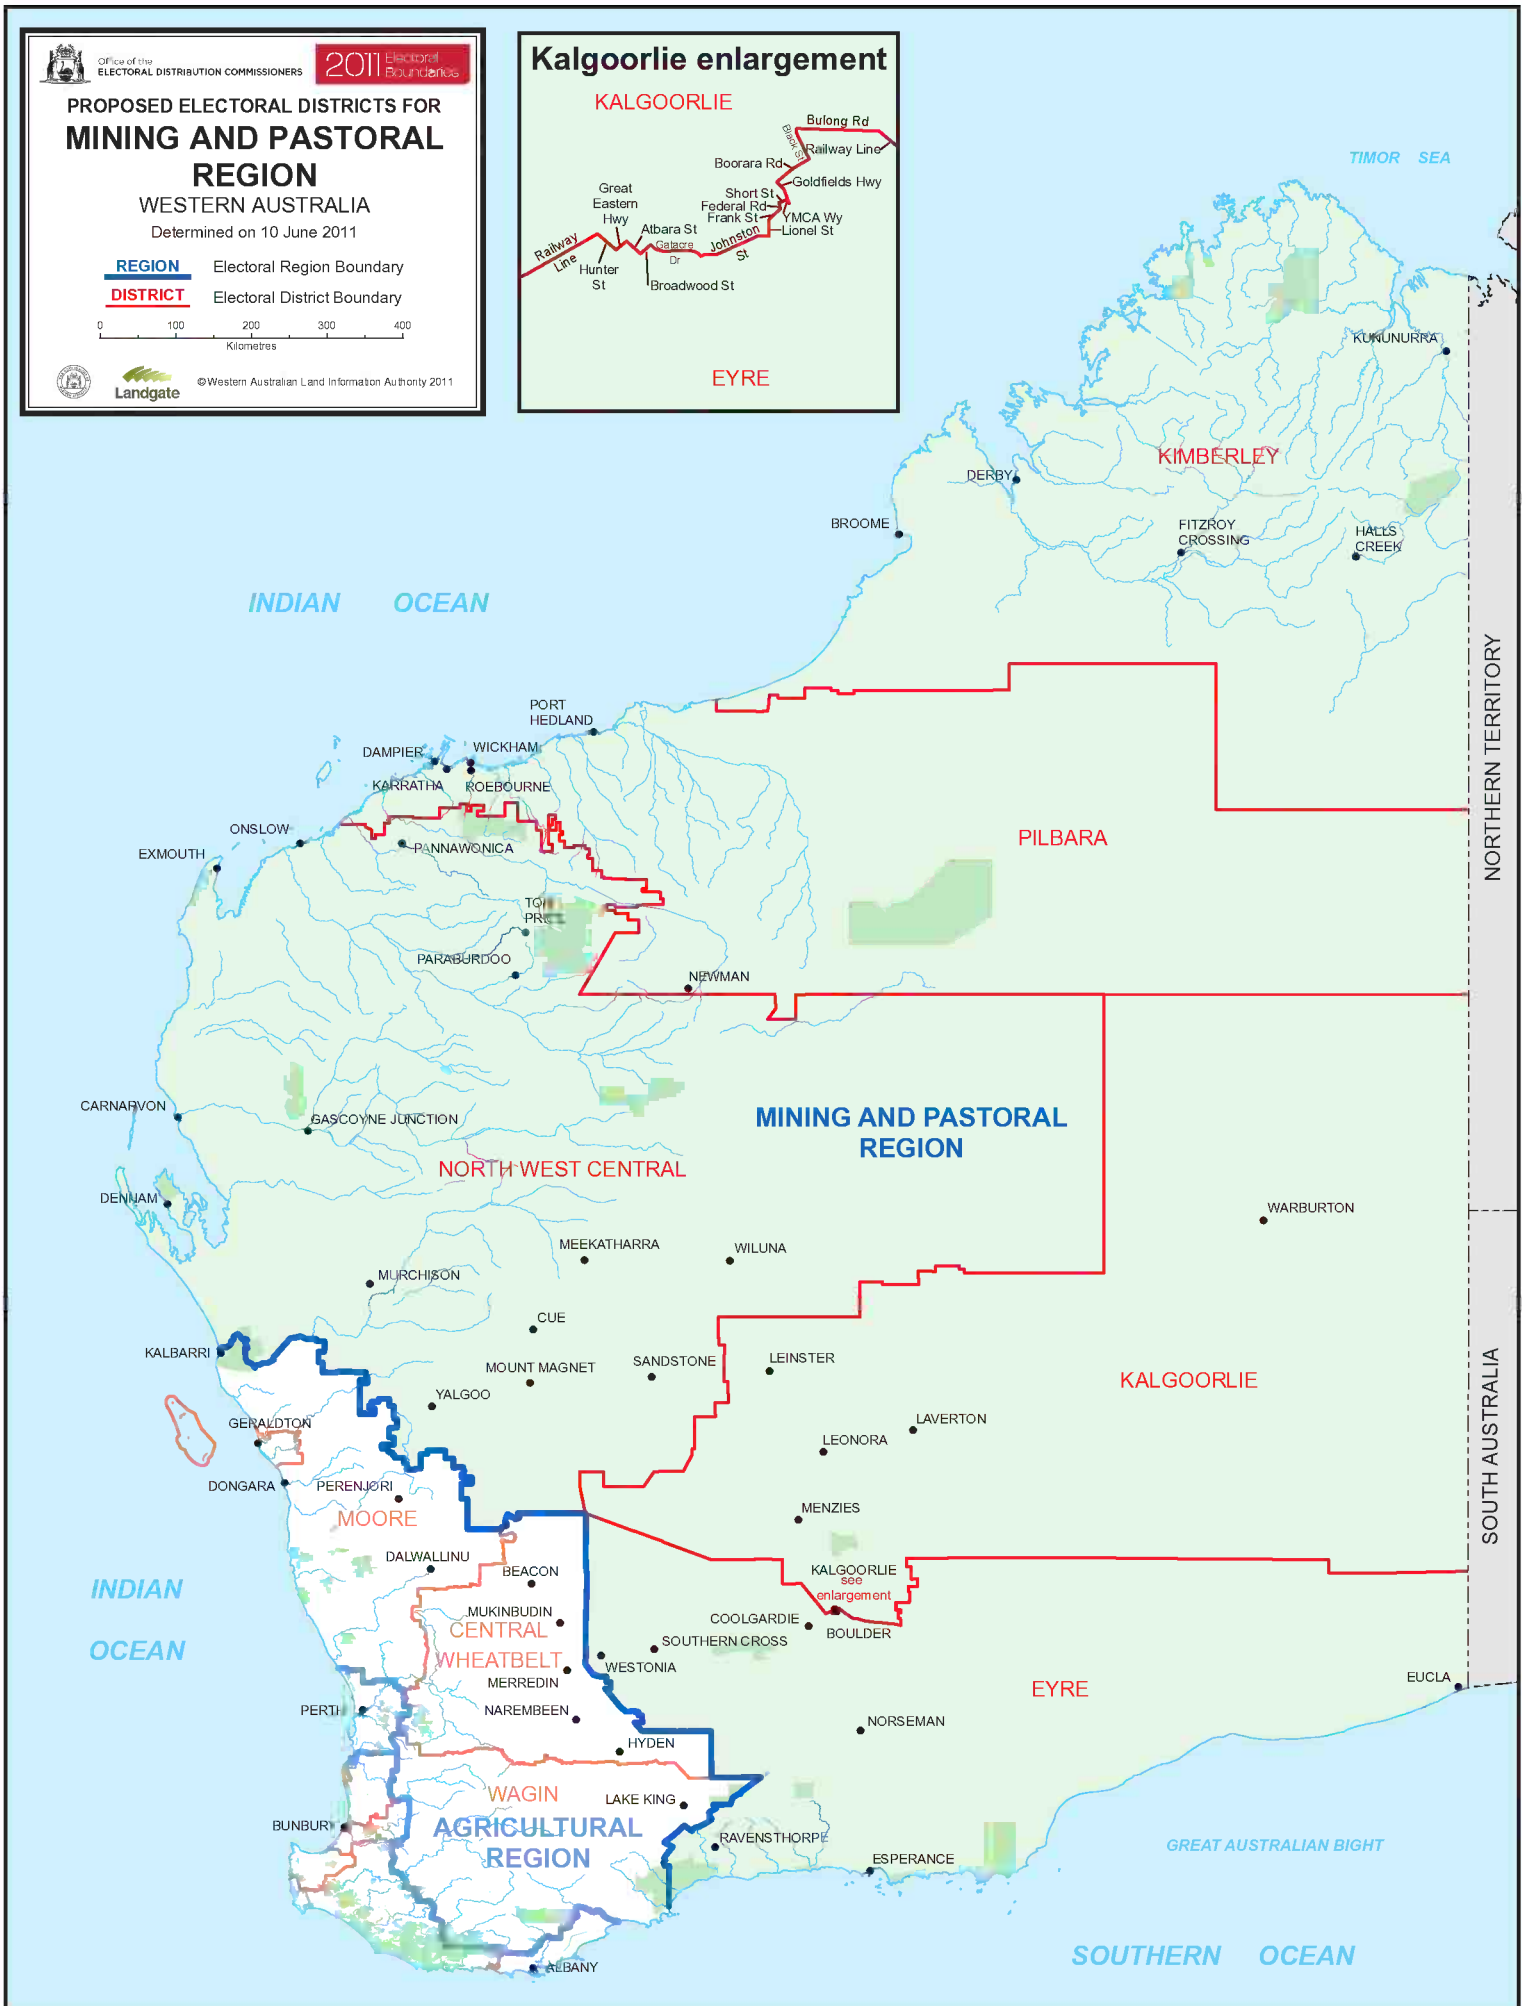 Office of the
ELECTORAL DISTRIBUTION COMMISSIONERS
2011 Electoral
Boundaries
PROPOSED ELECTORAL DISTRICTS FOR
MINING AND PASTORAL
REGION
WESTERN AUSTRALIA
Determined on 10 June 2011
REGION Electoral Region Boundary
DISTRICT Electoral District Boundary
0 100 200 300 400
Kilometres
Landgate
© Western Australian Land Information Authority 2011
Kalgoorlie enlargement
KALGOORLIE
Bulong Rd
Black St
Railway Line
Boorara Rd
Goldfields Hwy
Great
Eastern
Hwy
Short St
Federal Rd
Frank St
YMCA Wy
Lionel St
Atbara St
Gatacre
Dr
Johnston
St
Railway
Line
Hunter
St
Broadwood St
EYRE
TIMOR SEA
KUNUNURRA
KIMBERLEY
DERBY
BROOME
FITZROY
CROSSING
HALLS
CREEK
INDIAN OCEAN
NORTHERN TERRITORY
PORT
HEDLAND
DAMPIER
WICKHAM
KARRATHA
ROEBOURNE
ONSLOW
PANNAWONICA
EXMOUTH
PILBARA
PARABURDOO
NEWMAN
CARNARVON
GASCOYNE JUNCTION
MINING AND PASTORAL
REGION
NORTH WEST CENTRAL
DENHAM
WARBURTON
MEEKATHARRA
WILUNA
MURCHISON
CUE
KALBARRI
MOUNT MAGNET
SANDSTONE
LEINSTER
KALGOORLIE
YALGOO
SOUTH AUSTRALIA
GERALDTON
LAVERTON
LEONORA
DONGARA
PERENJORI
MOORE
MENZIES
DALWALLINU
BEACON
KALGOORLIE
see
enlargement
INDIAN
OCEAN
MUKINBUDIN
CENTRAL
WHEATBELT
COOLGARDIE
BOULDER
SOUTHERN CROSS
WESTONIA
MERREDIN
EUCLA
EYRE
PERTH
NAREMBEEN
NORSEMAN
HYDEN
WAGIN
LAKE KING
BUNBURY
AGRICULTURAL
REGION
RAVENSTHORPE
GREAT AUSTRALIAN BIGHT
ESPERANCE
SOUTHERN OCEAN
ALBANY